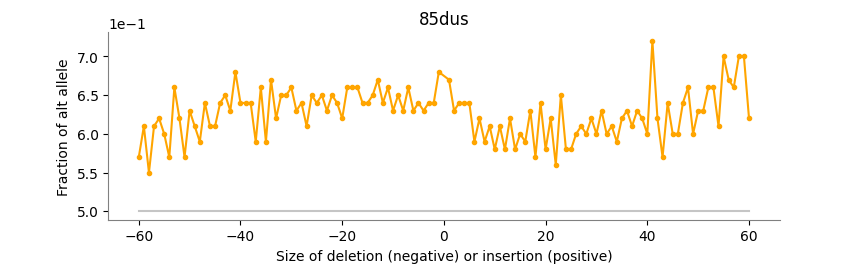 85dus
1e−1
Fraction of alt allele
7.0
6.5
6.0
5.5
5.0
−60 −40 −20 0 20 40 60
Size of deletion (negative) or insertion (positive)